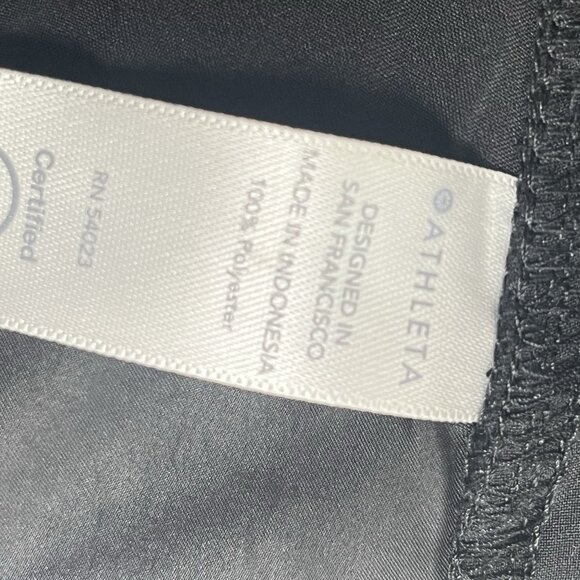 ATHLETA
DESIGNED IN
SAN FRANCISCO
MADE IN INDONESIA
100% Polyester
RN 54023
Certified